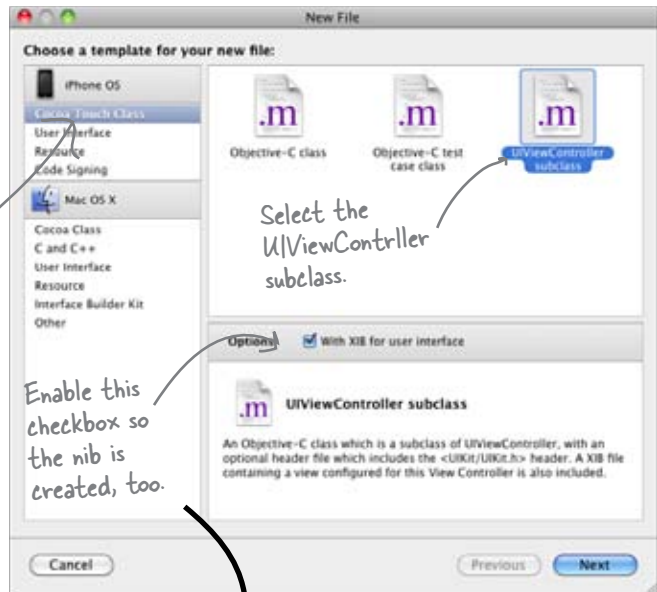 New File
Choose a template for your new file:
iPhone OS
Cocoa Touch Class
User Interface
Resource
Code Signing
Mac OS X
Cocoa Class
C and C++
User Interface
Resource
Interface Builder Kit
Other
.m
Objective-C class
.m
Objective-C test
case class
.m
UIViewController
subclass
Select the
UIViewContrller
subclass.
Options
With XIB for user interface
Enable this
checkbox so
the nib is
created, too.
.m
UIViewController subclass
An Objective-C class which is a subclass of UIViewController, with an
optional header file which includes the <UIKit/UIKit.h> header. A XIB file
containing a view configured for this View Controller is also included.
Cancel
Previous
Next